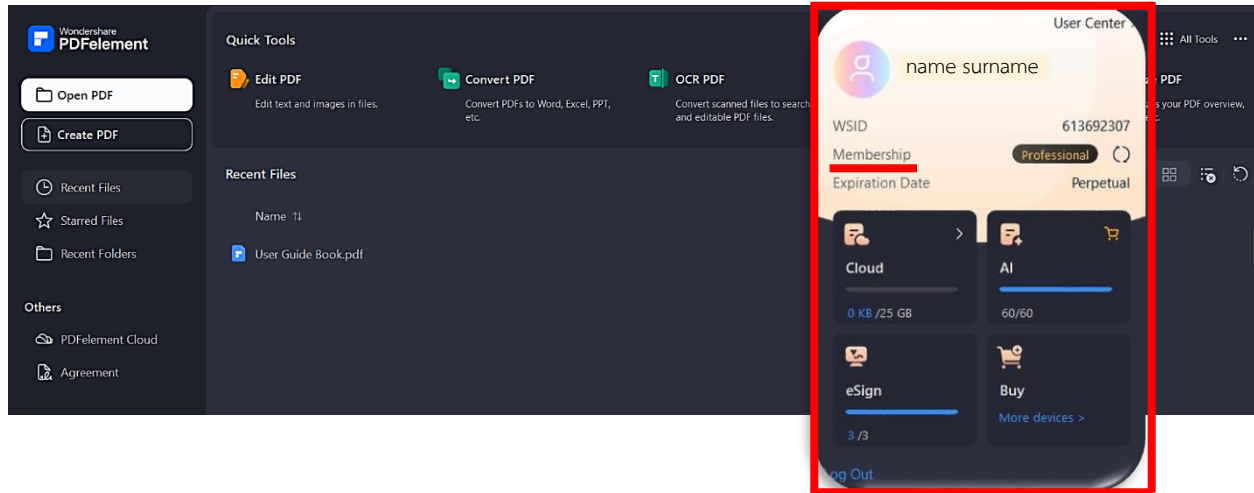 Wondershare
PDFelement
Open PDF
Create PDF
Recent Files
Starred Files
Recent Folders
Others
PDFelement Cloud
Agreement
Quick Tools
Edit PDF
Edit text and images in files.
Convert PDF
Convert PDFs to Word, Excel, PPT,
etc.
OCR PDF
Convert scanned files to search
and editable PDF files.
PDF
your PDF overview,
All Tools
Recent Files
Name
User Guide Book.pdf
User Center
name surname
WSID 613692307
Membership Professional
Expiration Date Perpetual
Cloud
0 KB /25 GB
AI
60/60
eSign
3 /3
Buy
More devices >
og Out